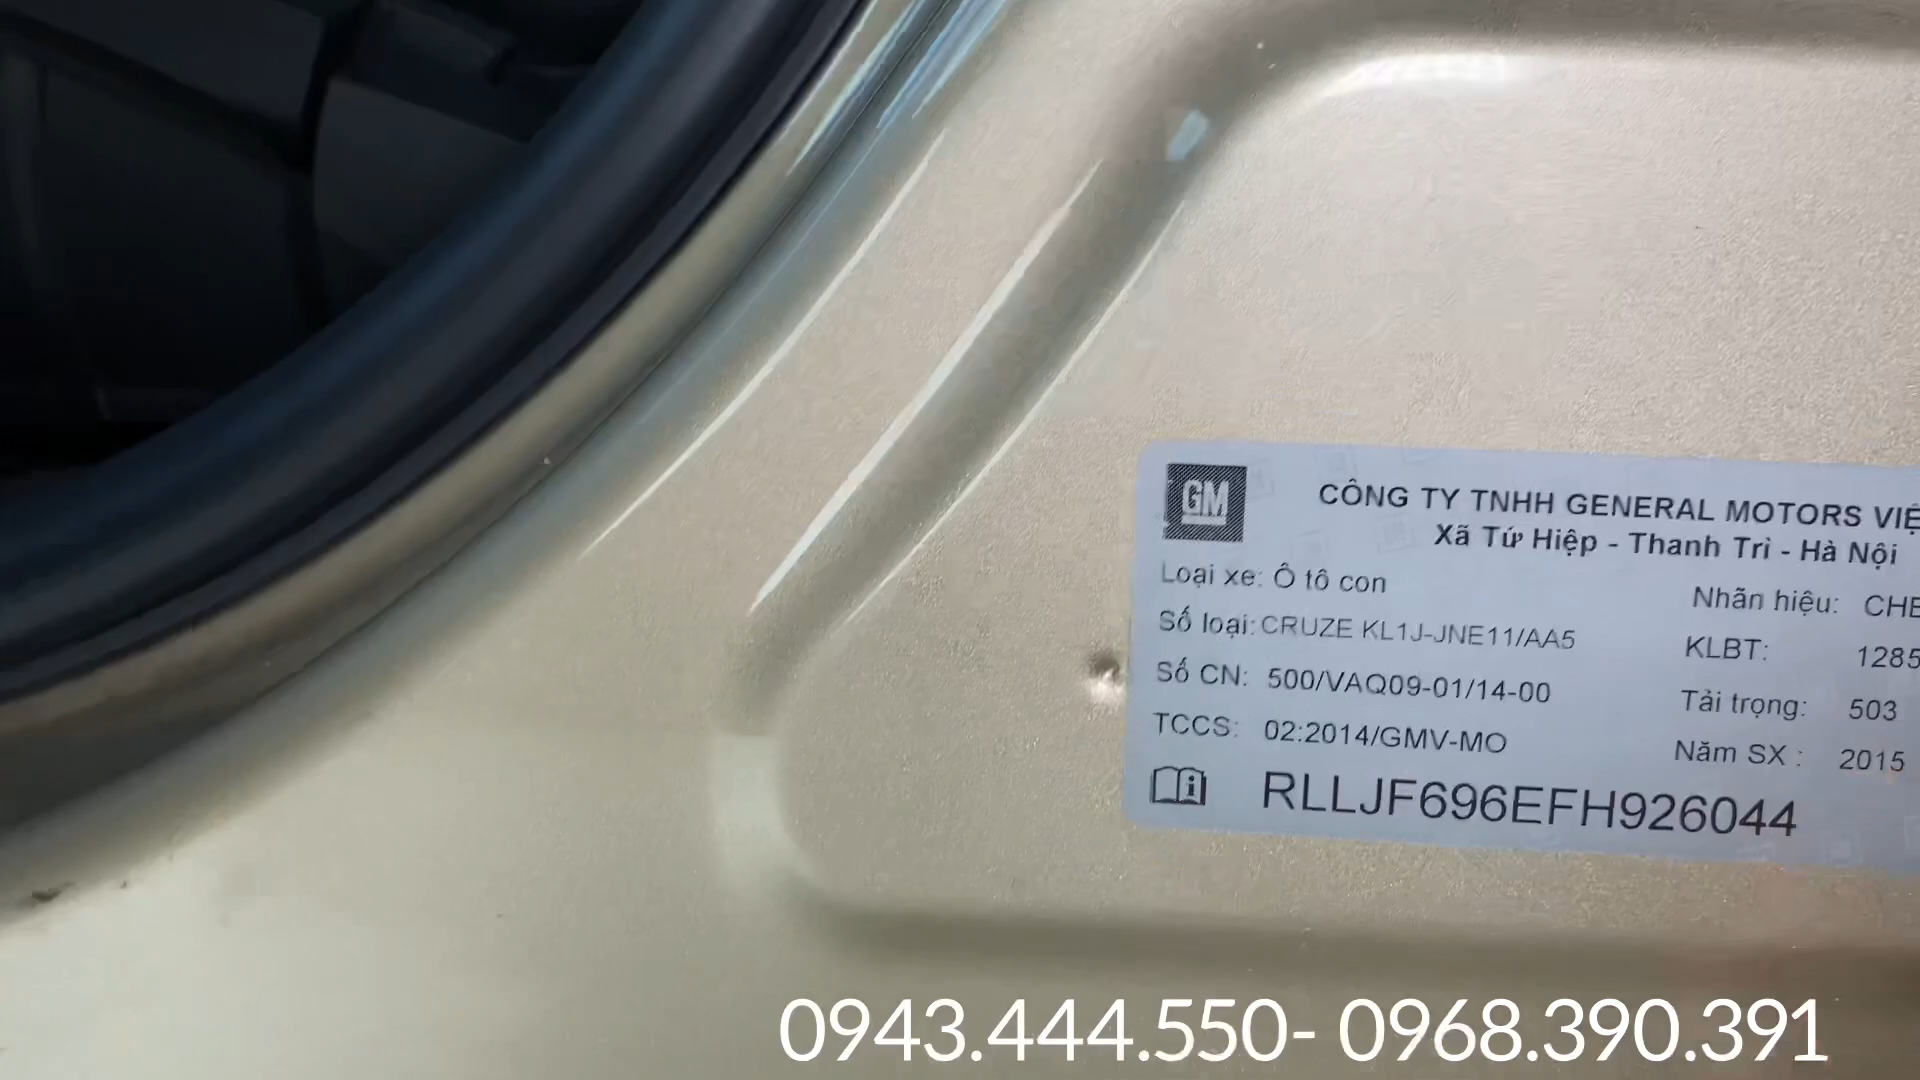 GM
CÔNG TY TNHH GENERAL MOTORS VIỆ
Xã Tứ Hiệp - Thanh Trì - Hà Nội
Loại xe: Ô tô con
Nhãn hiệu: CHE
Số loại: CRUZE KL1J-JNE11/AA5
KLBT: 1285
Số CN: 500/VAQ09-01/14-00
Tải trọng: 503
TCCS: 02:2014/GMV-MO
Năm SX : 2015
RLLJF696EFH926044
0943.444.550- 0968.390.391